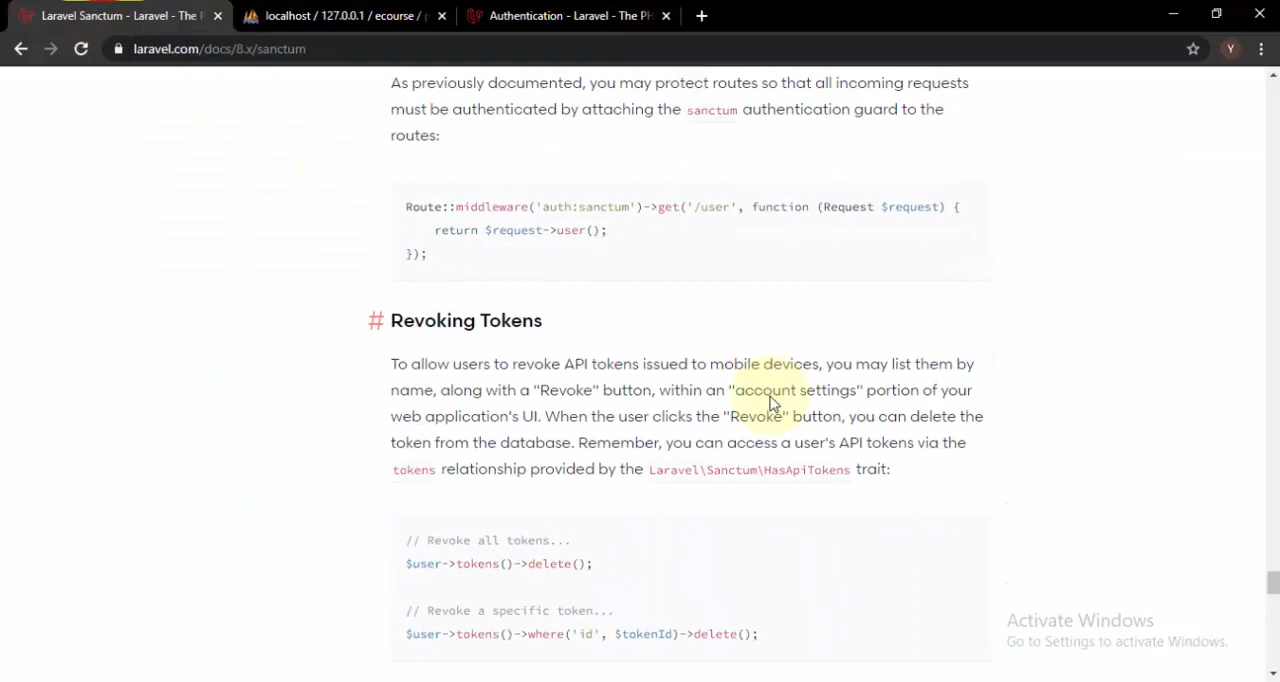 Laravel Sanctum - Laravel - The P
localhost / 127.0.0.1 / ecourse /
Authentication - Laravel - The PH
laravel.com/docs/8.x/sanctum
Y
As previously documented, you may protect routes so that all incoming requests
must be authenticated by attaching the sanctum authentication guard to the
routes:
Route::middleware('auth:sanctum')->get('/user', function (Request $request) {
return $request->user();
});
# Revoking Tokens
To allow users to revoke API tokens issued to mobile devices, you may list them by
name, along with a "Revoke" button, within an "account settings" portion of your
web application's UI. When the user clicks the "Revoke" button, you can delete the
token from the database. Remember, you can access a user's API tokens via the
tokens relationship provided by the Laravel\Sanctum\HasApiTokens trait:
// Revoke all tokens...
$user->tokens()->delete();
// Revoke a specific token...
$user->tokens()->where('id', $tokenId)->delete();
Activate Windows
Go to Settings to activate Windows.